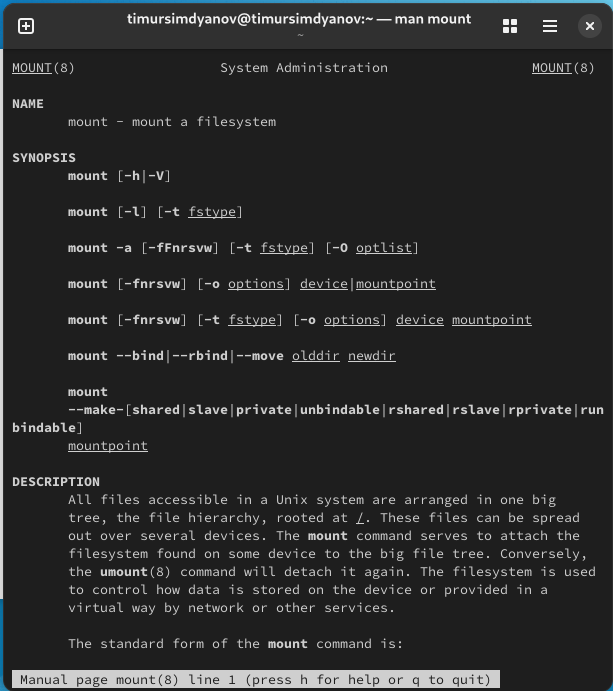 timursimdyanov@timursimdyanov:~ — man mount
~
MOUNT(8) System Administration MOUNT(8)
NAME
mount - mount a filesystem
SYNOPSIS
mount [-h|-V]
mount [-l] [-t fstype]
mount -a [-fFnrsvw] [-t fstype] [-O optlist]
mount [-fnrsvw] [-o options] device|mountpoint
mount [-fnrsvw] [-t fstype] [-o options] device mountpoint
mount --bind|--rbind|--move olddir newdir
mount
--make-[shared|slave|private|unbindable|rshared|rslave|rprivate|run
bindable]
mountpoint
DESCRIPTION
All files accessible in a Unix system are arranged in one big
tree, the file hierarchy, rooted at /. These files can be spread
out over several devices. The mount command serves to attach the
filesystem found on some device to the big file tree. Conversely,
the umount(8) command will detach it again. The filesystem is used
to control how data is stored on the device or provided in a
virtual way by network or other services.
The standard form of the mount command is:
Manual page mount(8) line 1 (press h for help or q to quit)